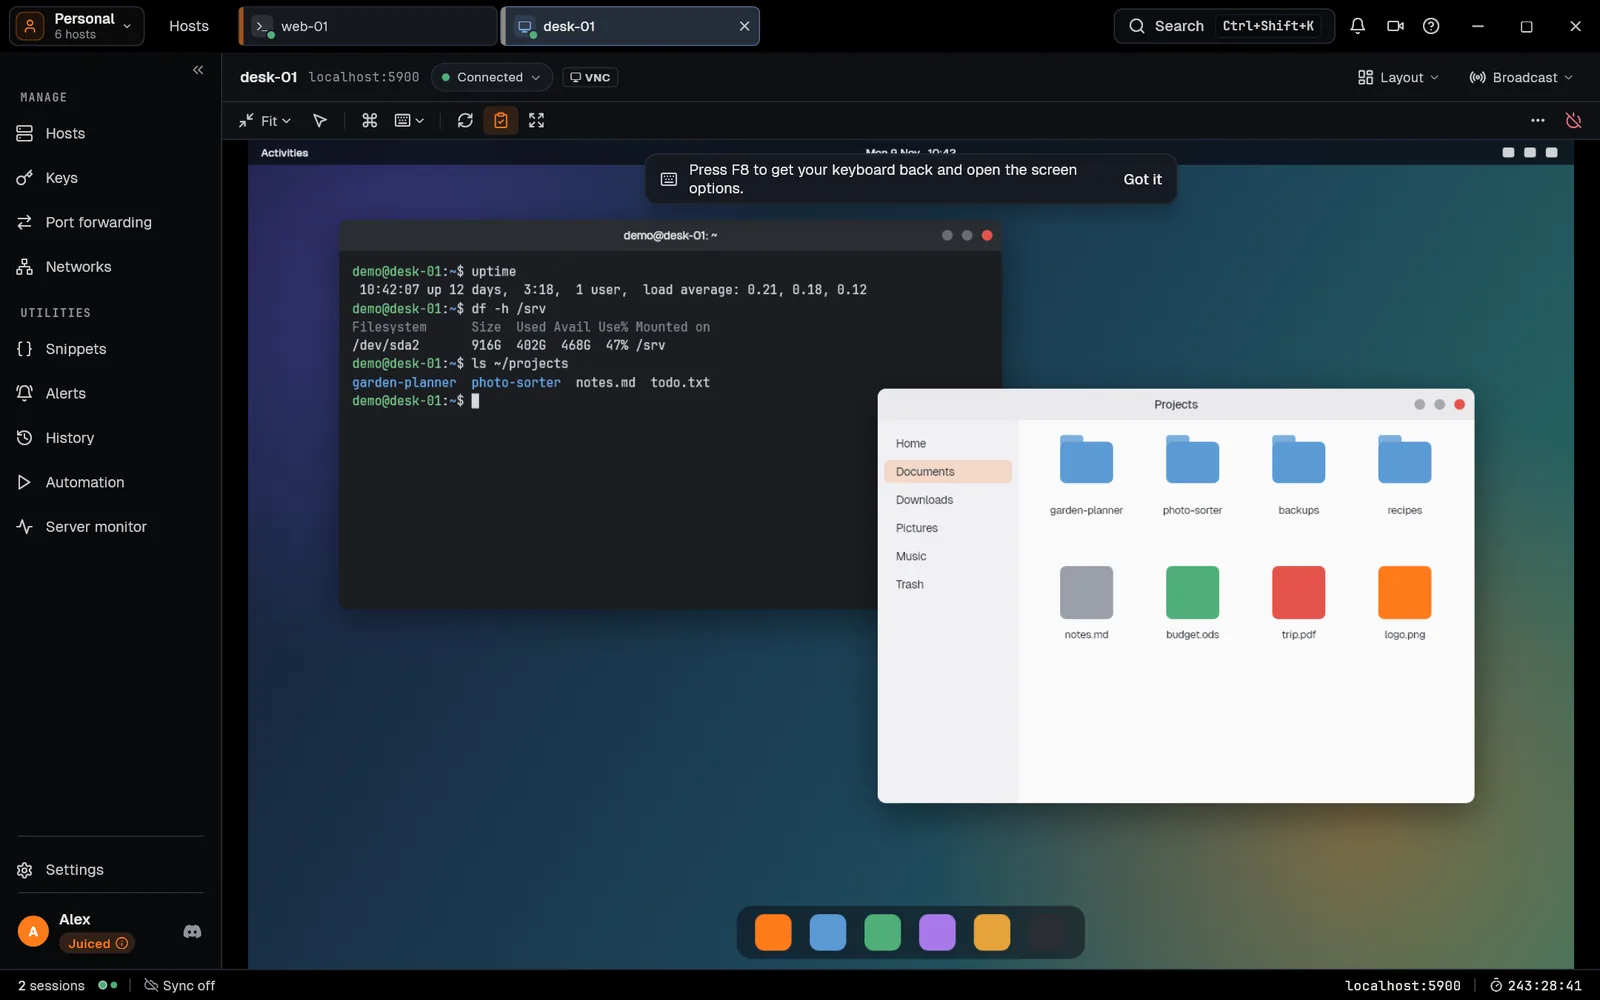 Personal
6 hosts
Hosts
web-01
desk-01
Search Ctrl+Shift+K
MANAGE
Hosts
Keys
Port forwarding
Networks
UTILITIES
Snippets
Alerts
History
Automation
Server monitor
Settings
A
Alex
Juiced
desk-01 localhost:5900 Connected VNC
Layout Broadcast
Fit
Activities
Mon 9 Nov 10:42
Press F8 to get your keyboard back and open the screen
options.
Got it
demo@desk-01: ~
demo@desk-01:~$ uptime
10:42:07 up 12 days, 3:18, 1 user, load average: 0.21, 0.18, 0.12
demo@desk-01:~$ df -h /srv
Filesystem Size Used Avail Use% Mounted on
/dev/sda2 916G 402G 468G 47% /srv
demo@desk-01:~$ ls ~/projects
garden-planner photo-sorter notes.md todo.txt
demo@desk-01:~$
Projects
Home
Documents
Downloads
Pictures
Music
Trash
garden-planner photo-sorter backups recipes
notes.md budget.ods trip.pdf logo.png
2 sessions Sync off
localhost:5900 243:28:41